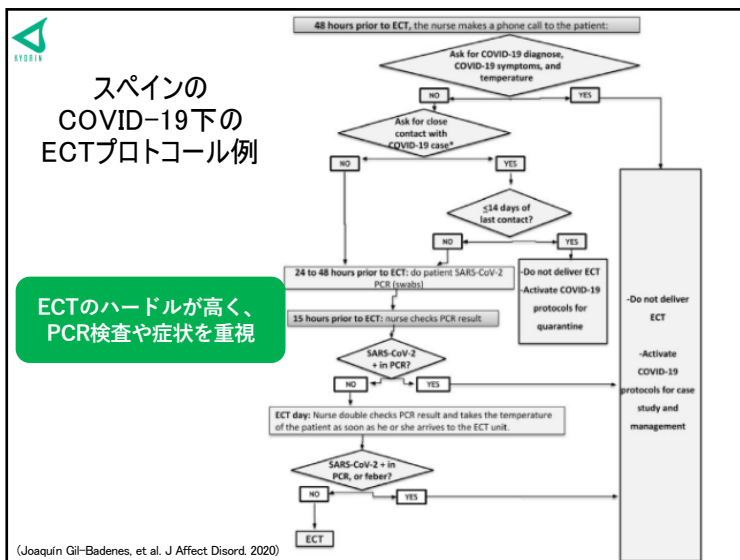 KYORIN
スペインの
COVID-19下の
ECTプロトコール例
ECTのハードルが高く、
PCR検査や症状を重視
48 hours prior to ECT, the nurse makes a phone call to the patient:
Ask for COVID-19 diagnose,
COVID-19 symptoms, and
temperature
NO
YES
Ask for close
contact with
COVID-19 case*
NO
YES
≤14 days of
last contact?
NO
YES
-Do not deliver ECT
-Activate COVID-19
protocols for
quarantine
24 to 48 hours prior to ECT: do patient SARS-CoV-2
PCR (swabs)
15 hours prior to ECT: nurse checks PCR result
SARS-CoV-2
+ in PCR?
NO
YES
-Do not deliver
ECT
-Activate
COVID-19
protocols for case
study and
management
ECT day: Nurse double checks PCR result and takes the temperature
of the patient as soon as he or she arrives to the ECT unit.
SARS-CoV-2 + in
PCR, or feber?
NO
YES
ECT
(Joaquín Gil-Badenes, et al. J Affect Disord. 2020)